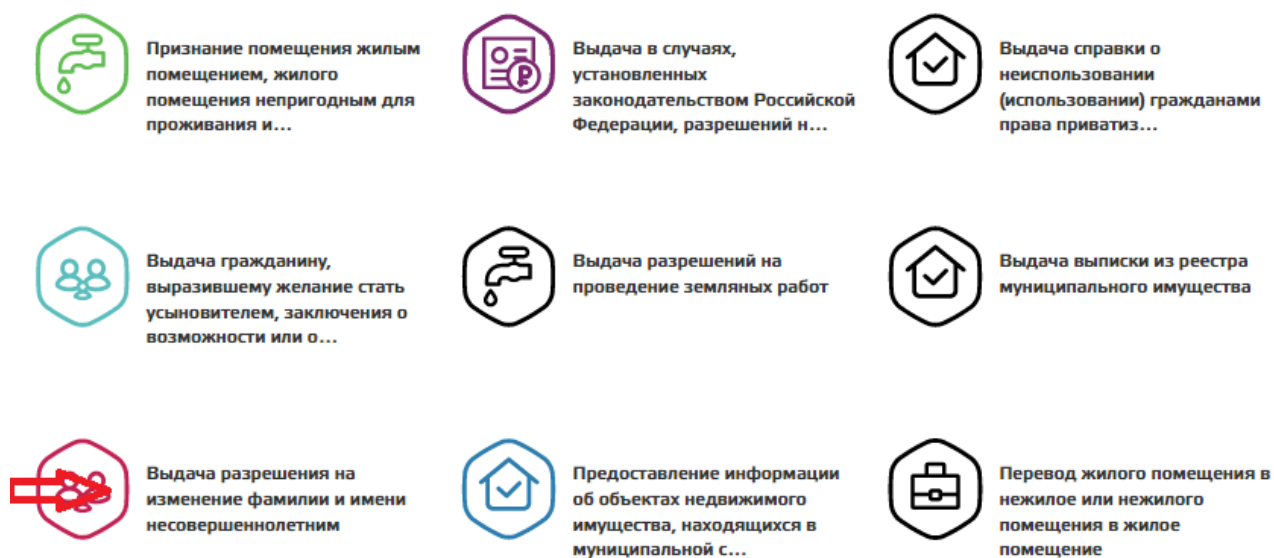 Признание помещения жилым
помещением, жилого
помещения непригодным для
проживания и...
Выдача в случаях,
установленных
законодательством Российской
Федерации, разрешений н...
Выдача справки о
неиспользовании
(использовании) гражданами
права приватиз...
Выдача гражданину,
выразившему желание стать
усыновителем, заключения о
возможности или о...
Выдача разрешений на
проведение земляных работ
Выдача выписки из реестра
муниципального имущества
Выдача разрешения на
изменение фамилии и имени
несовершеннолетним
Предоставление информации
об объектах недвижимого
имущества, находящихся в
муниципальной с...
Перевод жилого помещения в
нежилое или нежилого
помещения в жилое
помещение